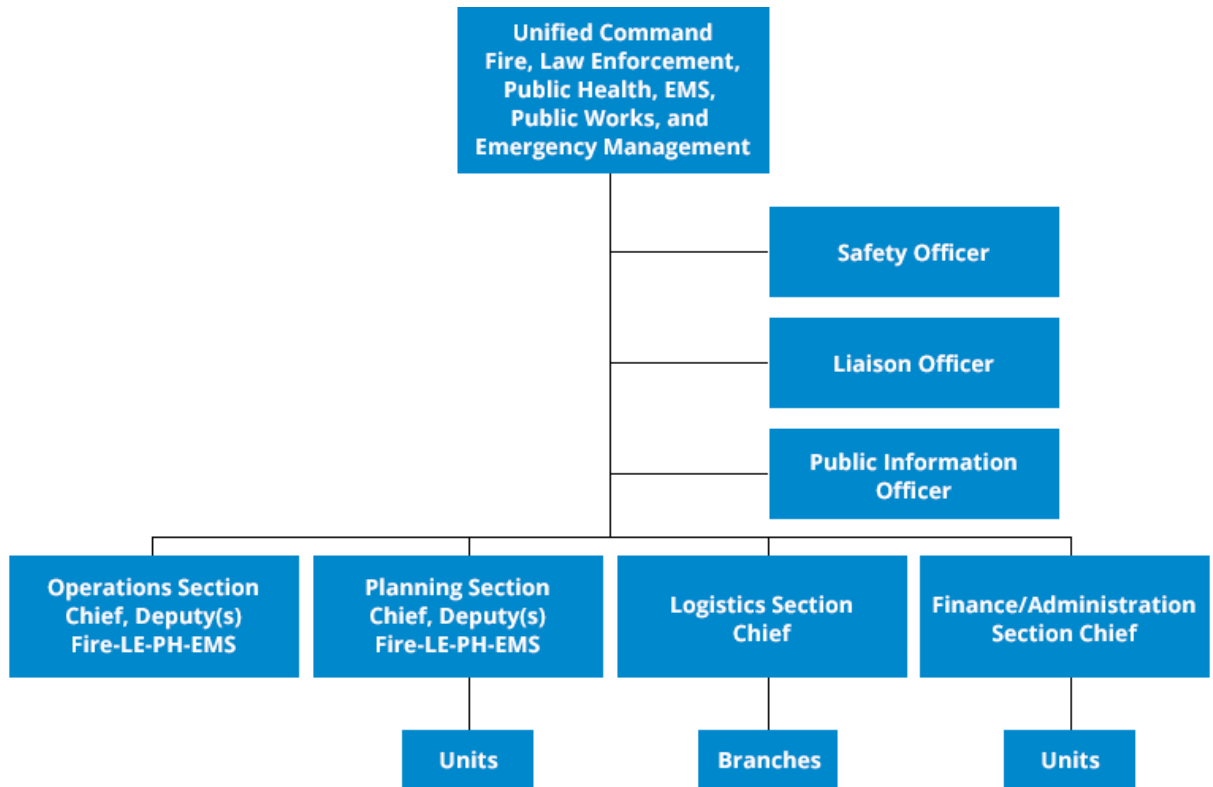 Unified Command
Fire, Law Enforcement,
Public Health, EMS,
Public Works, and
Emergency Management
Safety Officer
Liaison Officer
Public Information
Officer
Operations Section
Chief, Deputy(s)
Fire-LE-PH-EMS
Planning Section
Chief, Deputy(s)
Fire-LE-PH-EMS
Logistics Section
Chief
Finance/Administration
Section Chief
Units
Branches
Units